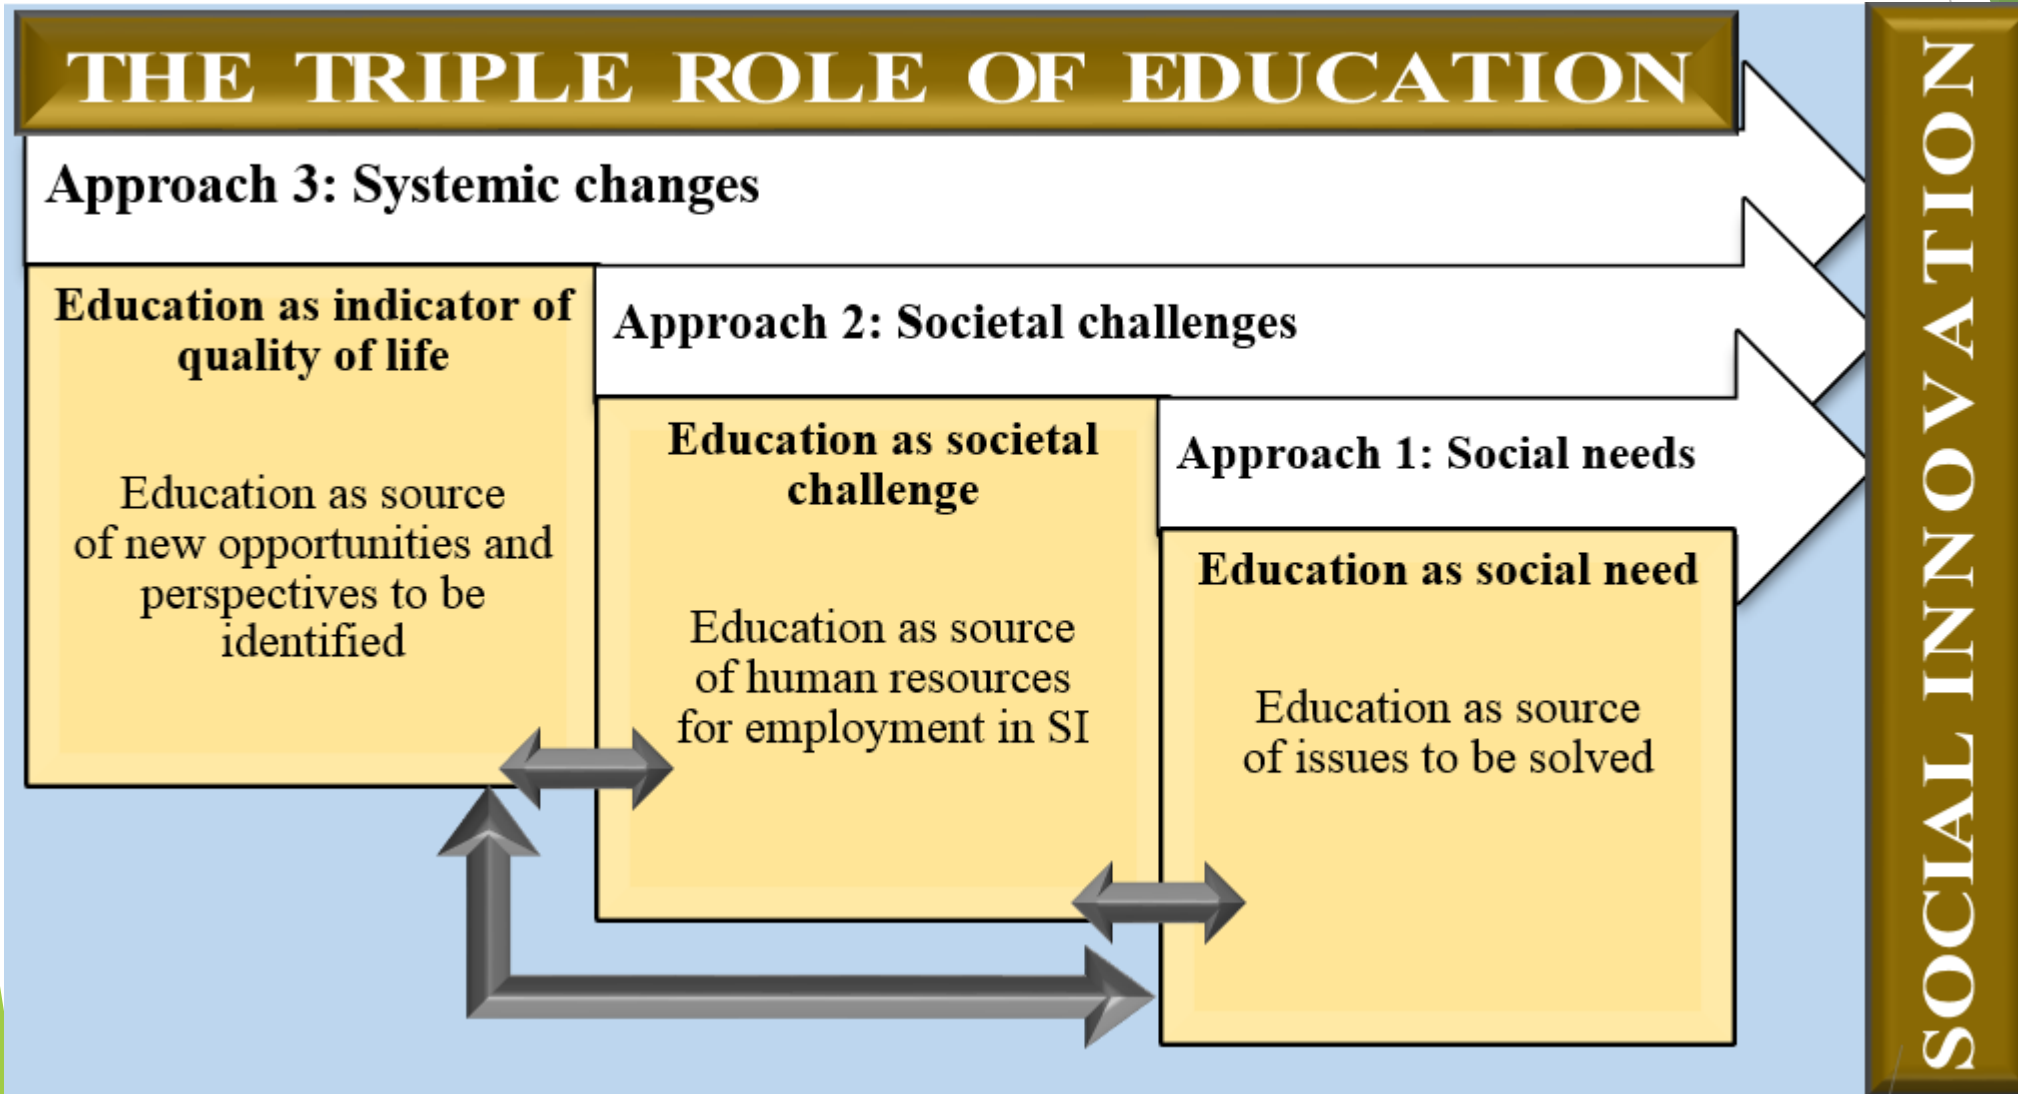 THE TRIPLE ROLE OF EDUCATION
Approach 3: Systemic changes
Education as indicator of
quality of life
Education as source
of new opportunities and
perspectives to be
identified
Approach 2: Societal challenges
Education as societal
challenge
Education as source
of human resources
for employment in SI
Approach 1: Social needs
Education as social need
Education as source
of issues to be solved
SOCIAL INNOVATION